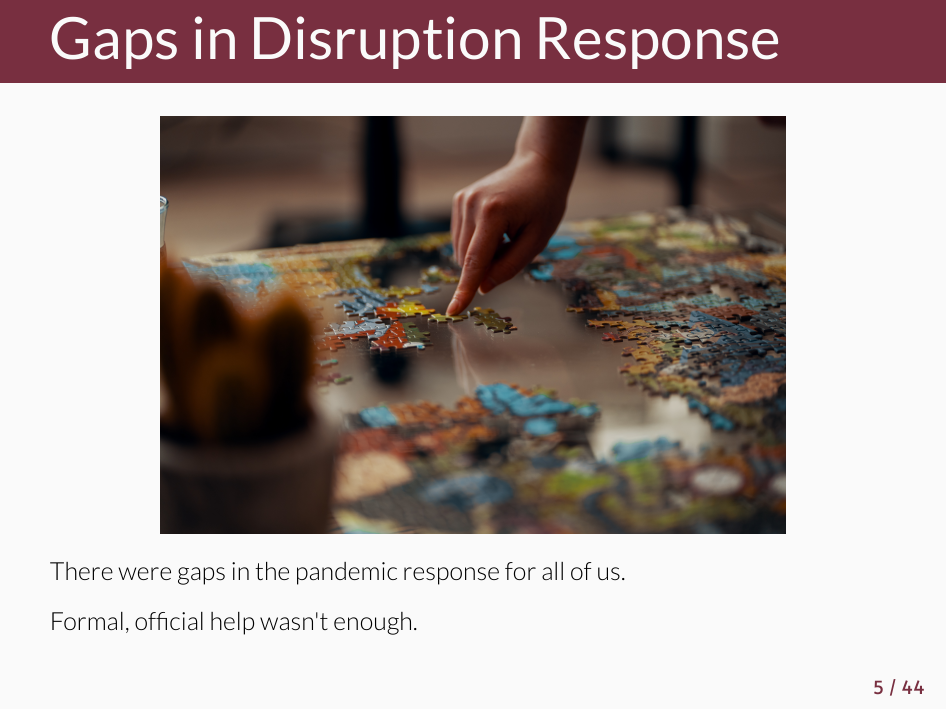 Gaps in Disruption Response
There were gaps in the pandemic response for all of us.
Formal, official help wasn't enough.
5 / 44